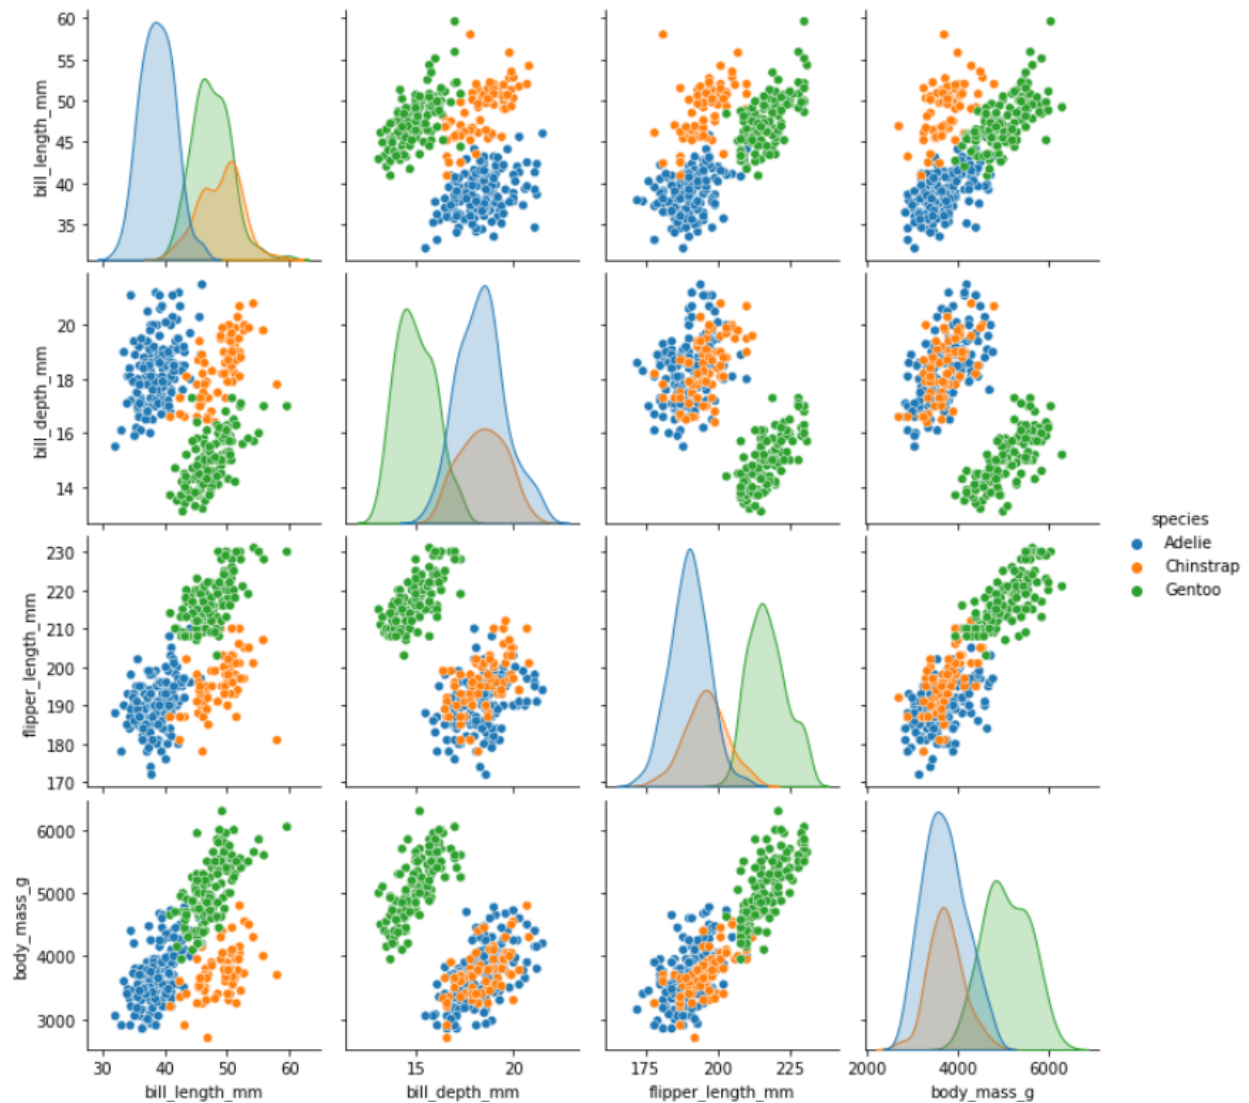 60
55
50
45
40
35
bill_length_mm
20
18
16
14
bill_depth_mm
230
220
210
200
190
180
170
flipper_length_mm
6000
5000
4000
3000
body_mass_g
30 40 50 60
bill_length_mm
15 20
bill_depth_mm
175 200 225
flipper_length_mm
2000 4000 6000
body_mass_g
species
Adelie
Chinstrap
Gentoo